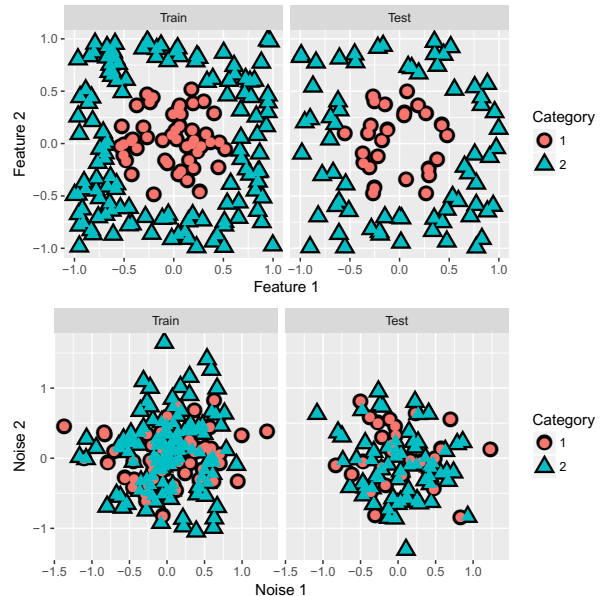 Train Test
1.0
0.5
0.0
−0.5
−1.0
Feature 2
−1.0 −0.5 0.0 0.5 1.0 −1.0 −0.5 0.0 0.5 1.0
Feature 1
Category
1
2
Train Test
1
0
−1
Noise 2
−1.5 −1.0 −0.5 0.0 0.5 1.0 −1.5 −1.0 −0.5 0.0 0.5 1.0
Noise 1
Category
1
2